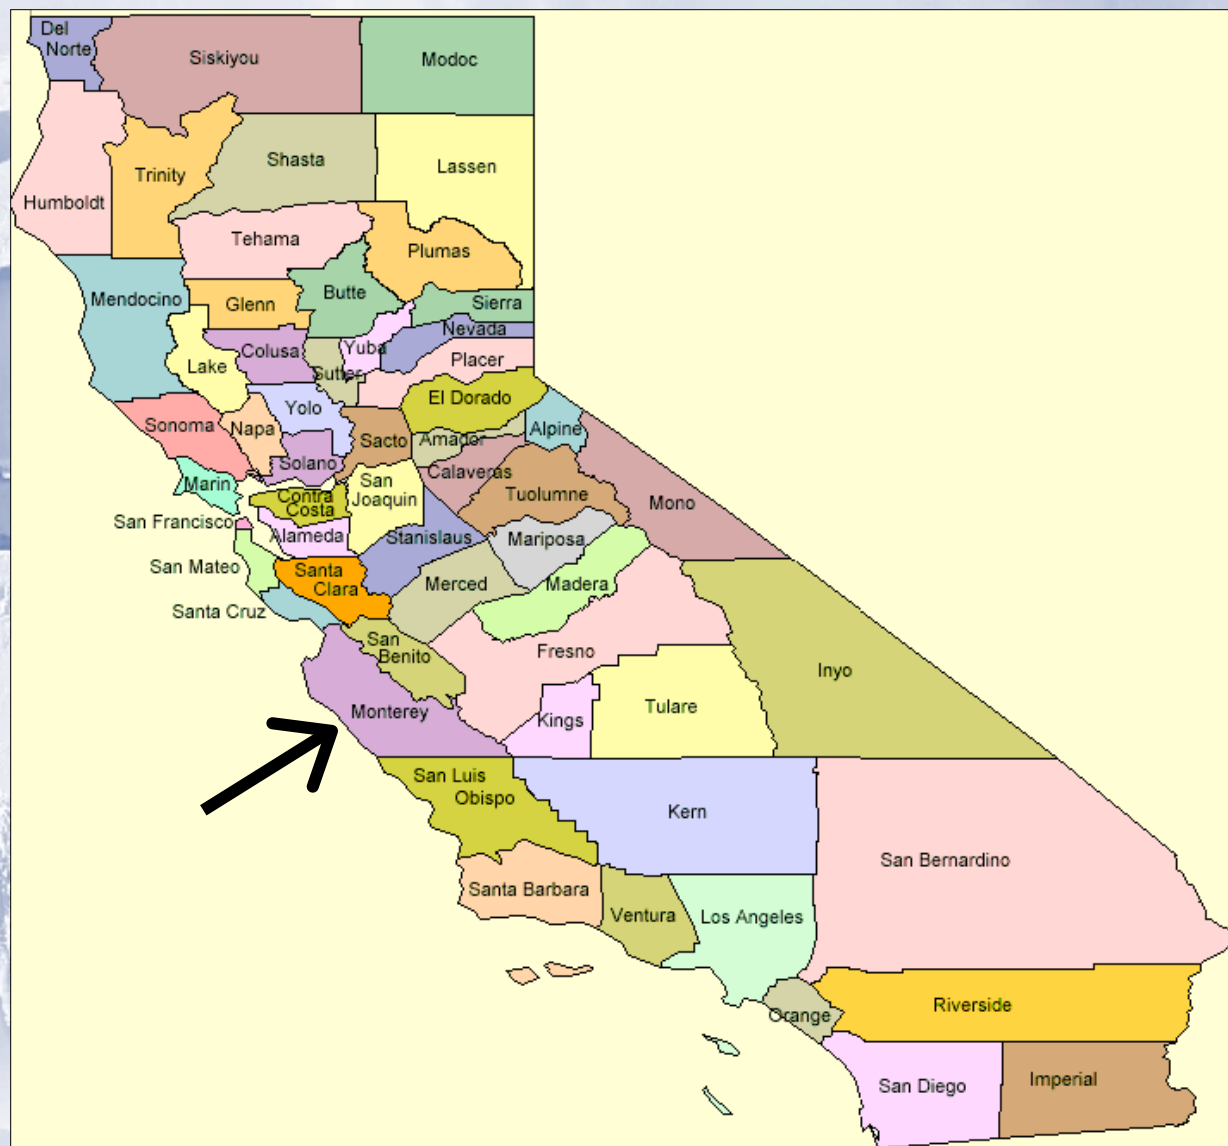 Del
Norte
Siskiyou
Modoc
Humboldt
Trinity
Shasta
Lassen
Tehama
Plumas
Mendocino
Glenn
Butte
Sierra
Lake
Colusa
Sutter
Yuba
Nevada
Placer
Sonoma
Napa
Yolo
Sacto
El Dorado
Amador
Alpine
Marin
Solano
Contra
Costa
San
Joaquin
Calaveras
Tuolumne
Mono
San Francisco
Alameda
Stanislaus
Mariposa
San Mateo
Santa
Clara
Merced
Madera
Santa Cruz
San
Benito
Fresno
Inyo
Monterey
Kings
Tulare
San Luis
Obispo
Kern
San Bernardino
Santa Barbara
Ventura
Los Angeles
Orange
Riverside
San Diego
Imperial